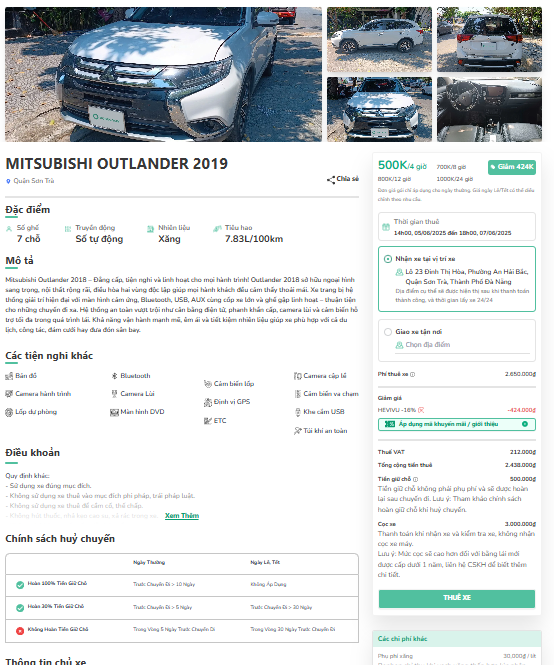 MITSUBISHI OUTLANDER 2019
Quận Sơn Trà
Chia sẻ
Đặc điểm
Số ghế
7 chỗ
Truyền động
Số tự động
Nhiên liệu
Xăng
Tiêu hao
7.83L/100km
Mô tả
Mitsubishi Outlander 2018 – Đẳng cấp, tiện nghi và linh hoạt cho mọi hành trình! Outlander 2018 sở hữu ngoại hình
sang trọng, nội thất rộng rãi, điều hòa hai vùng độc lập giúp mọi hành khách đều cảm thấy thoải mái. Xe trang bị hệ
thống giải trí hiện đại với màn hình cảm ứng, Bluetooth, USB, AUX cùng cốp xe lớn và ghế gập linh hoạt – thuận tiện
cho những chuyến đi xa. Hệ thống an toàn vượt trội như cân bằng điện tử, phanh khẩn cấp, camera lùi và cảm biến hỗ
trợ tối đa trong quá trình lái. Khả năng vận hành mạnh mẽ, êm ái và tiết kiệm nhiên liệu giúp xe phù hợp với cả du
lịch, công tác, đám cưới hay đưa đón sân bay.
Các tiện nghi khác
Bản đồ
Bluetooth
Cảm biến lốp
Camera cập lề
Camera hành trình
Camera Lùi
Định vị GPS
Cảm biến va chạm
Lốp dự phòng
Màn hình DVD
ETC
Khe cắm USB
Túi khí an toàn
Điều khoản
Quy định khác:
- Sử dụng xe đúng mục đích.
- Không sử dụng xe thuê vào mục đích phi pháp, trái pháp luật.
- Không sử dụng xe thuê để cầm cố, thế chấp.
Xem Thêm
Chính sách huỷ chuyến
Ngày Thường
Ngày Lễ, Tết
Hoàn 100% Tiền Giữ Chỗ
Trước Chuyến Đi > 10 Ngày
Không Áp Dụng
Hoàn 30% Tiền Giữ Chỗ
Trước Chuyến Đi > 5 Ngày
Trước Chuyến Đi > 30 Ngày
Không Hoàn Tiền Giữ Chỗ
Trong Vòng 5 Ngày Trước Chuyến Đi
Trong Vòng 30 Ngày Trước Chuyến Đi
Thông tin chủ xe
500K/4 giờ
700K/8 giờ
Giảm 424K
800K/12 giờ
1000K/24 giờ
Đơn giá gói chỉ áp dụng cho ngày thường. Giá ngày Lễ/Tết có thể điều
chỉnh theo nhu cầu.
Thời gian thuê
14h00, 05/06/2025 đến 18h00, 07/06/2025
Nhận xe tại vị trí xe
Lô 23 Đinh Thị Hòa, Phường An Hải Bắc,
Quận Sơn Trà, Thành Phố Đà Nẵng
Địa điểm cụ thể sẽ được hiển thị sau khi thanh toán
thành công, và thời gian lấy xe 24/24
Giao xe tận nơi
Chọn địa điểm
Phí thuê xe
2.650.000₫
Giảm giá
HEVIVU -16%
-424.000₫
Áp dụng mã khuyến mãi / giới thiệu
Thuế VAT
212.000₫
Tổng cộng tiền thuê
2.438.000₫
Tiền giữ chỗ
500.000₫
Tiền giữ chỗ không phải phụ phí và sẽ được hoàn
lại sau chuyến đi. Lưu ý: Tham khảo chính sách
hoàn giữ chỗ khi huỷ chuyến.
Cọc xe
3.000.000₫
Thanh toán khi nhận xe và kiểm tra xe, không nhận
cọc xe máy.
Lưu ý: Mức cọc sẽ cao hơn đối với bằng lái mới
được cấp dưới 1 năm, liên hệ CSKH để biết thêm
chi tiết.
THUÊ XE
Các chi phí khác
Phụ phí xăng
30.000₫ / lít